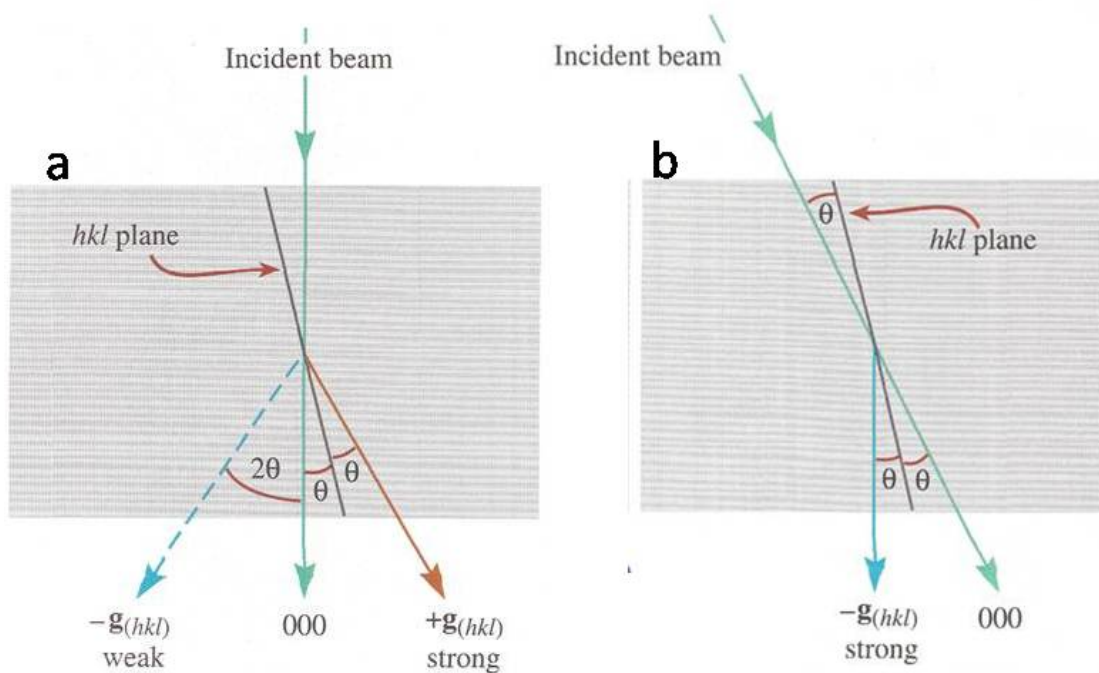 Incident beam
a
hkl plane
2θ
θ
θ
−g(hkl)
weak
000
+g(hkl)
strong
Incident beam
b
θ
hkl plane
θ
θ
−g(hkl)
strong
000